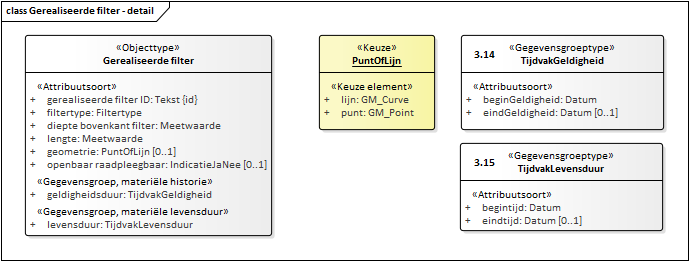 class Gerealiseerde filter - detail
«Objecttype»
Gerealiseerde filter
«Attribuutsoort»
+ gerealiseerde filter ID: Tekst {id}
+ filtertype: Filtertype
+ diepte bovenkant filter: Meetwaarde
+ lengte: Meetwaarde
+ geometrie: PuntOfLijn [0..1]
+ openbaar raadpleegbaar: IndicatieJaNee [0..1]
«Gegevensgroep, materiële historie»
+ geldigheidsduur: TijdvakGeldigheid
«Gegevensgroep, materiële levensduur»
+ levensduur: TijdvakLevensduur
«Keuze»
PuntOfLijn
«Keuze element»
+ lijn: GM_Curve
+ punt: GM_Point
3.14 «Gegevensgroeptype»
TijdvakGeldigheid
«Attribuutsoort»
+ beginGeldigheid: Datum
+ eindGeldigheid: Datum [0..1]
3.15 «Gegevensgroeptype»
TijdvakLevensduur
«Attribuutsoort»
+ begintijd: Datum
+ eindtijd: Datum [0..1]